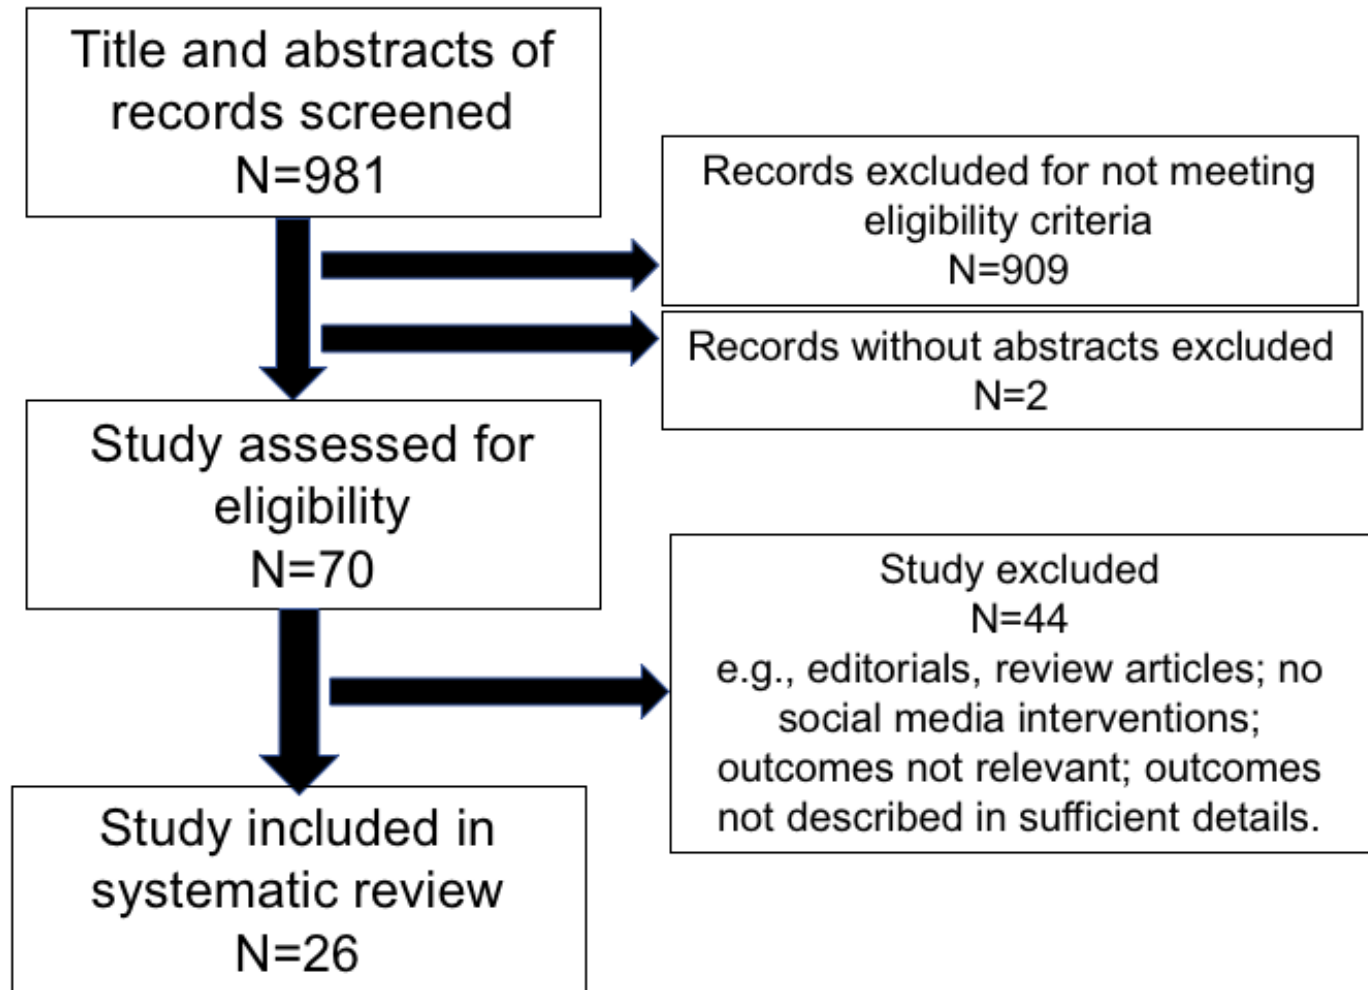 Title and abstracts of
records screened
N=981
Records excluded for not meeting
eligibility criteria
N=909
Records without abstracts excluded
N=2
Study assessed for
eligibility
N=70
Study excluded
N=44
e.g., editorials, review articles; no
social media interventions;
outcomes not relevant; outcomes
not described in sufficient details.
Study included in
systematic review
N=26